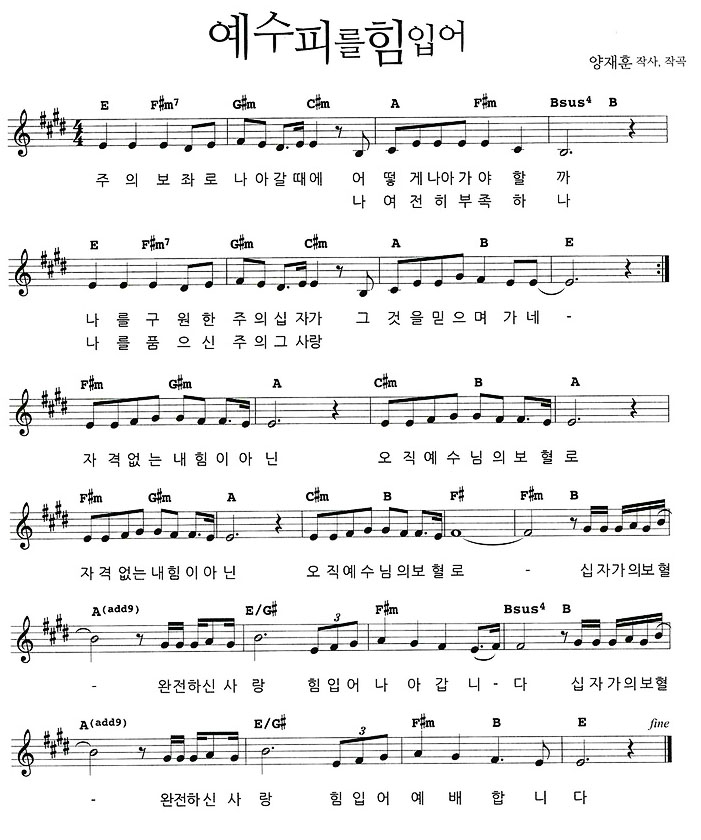 예수피를힘입어
양재훈 작사, 작곡
E F#m7 G#m C#m A F#m Bsus4 B
주 의 보 좌 로 나 아갈 때에 어 떻 게나아가 야 할 까
나 여 전 히 부 족 하 나
E F#m7 G#m C#m A B E
나 를 구 원 한 주 의 십 자가 그 것 을 믿 으 며 가 네 -
나 를 품 으 신 주 의 그 사랑
F#m G#m A C#m B A
자 격 없 는 내 힘 이 아 닌 오 직 예 수 님 의 보 혈 로
F#m G#m A C#m B F# F#m B
자 격 없는 내 힘 이 아 닌 오 직 예 수 님 의 보 혈 로 - 십 자 가 의 보 혈
A(add9) E/G# 3 F#m Bsus4 B
- 완전하신 사 랑 힘 입 어 나 아 갑 니 - 다 십 자 가 의 보 혈
A(add9) E/G# 3 F#m B E fine
- 완전하신 사 랑 힘 입 어 예 배 합 니 다